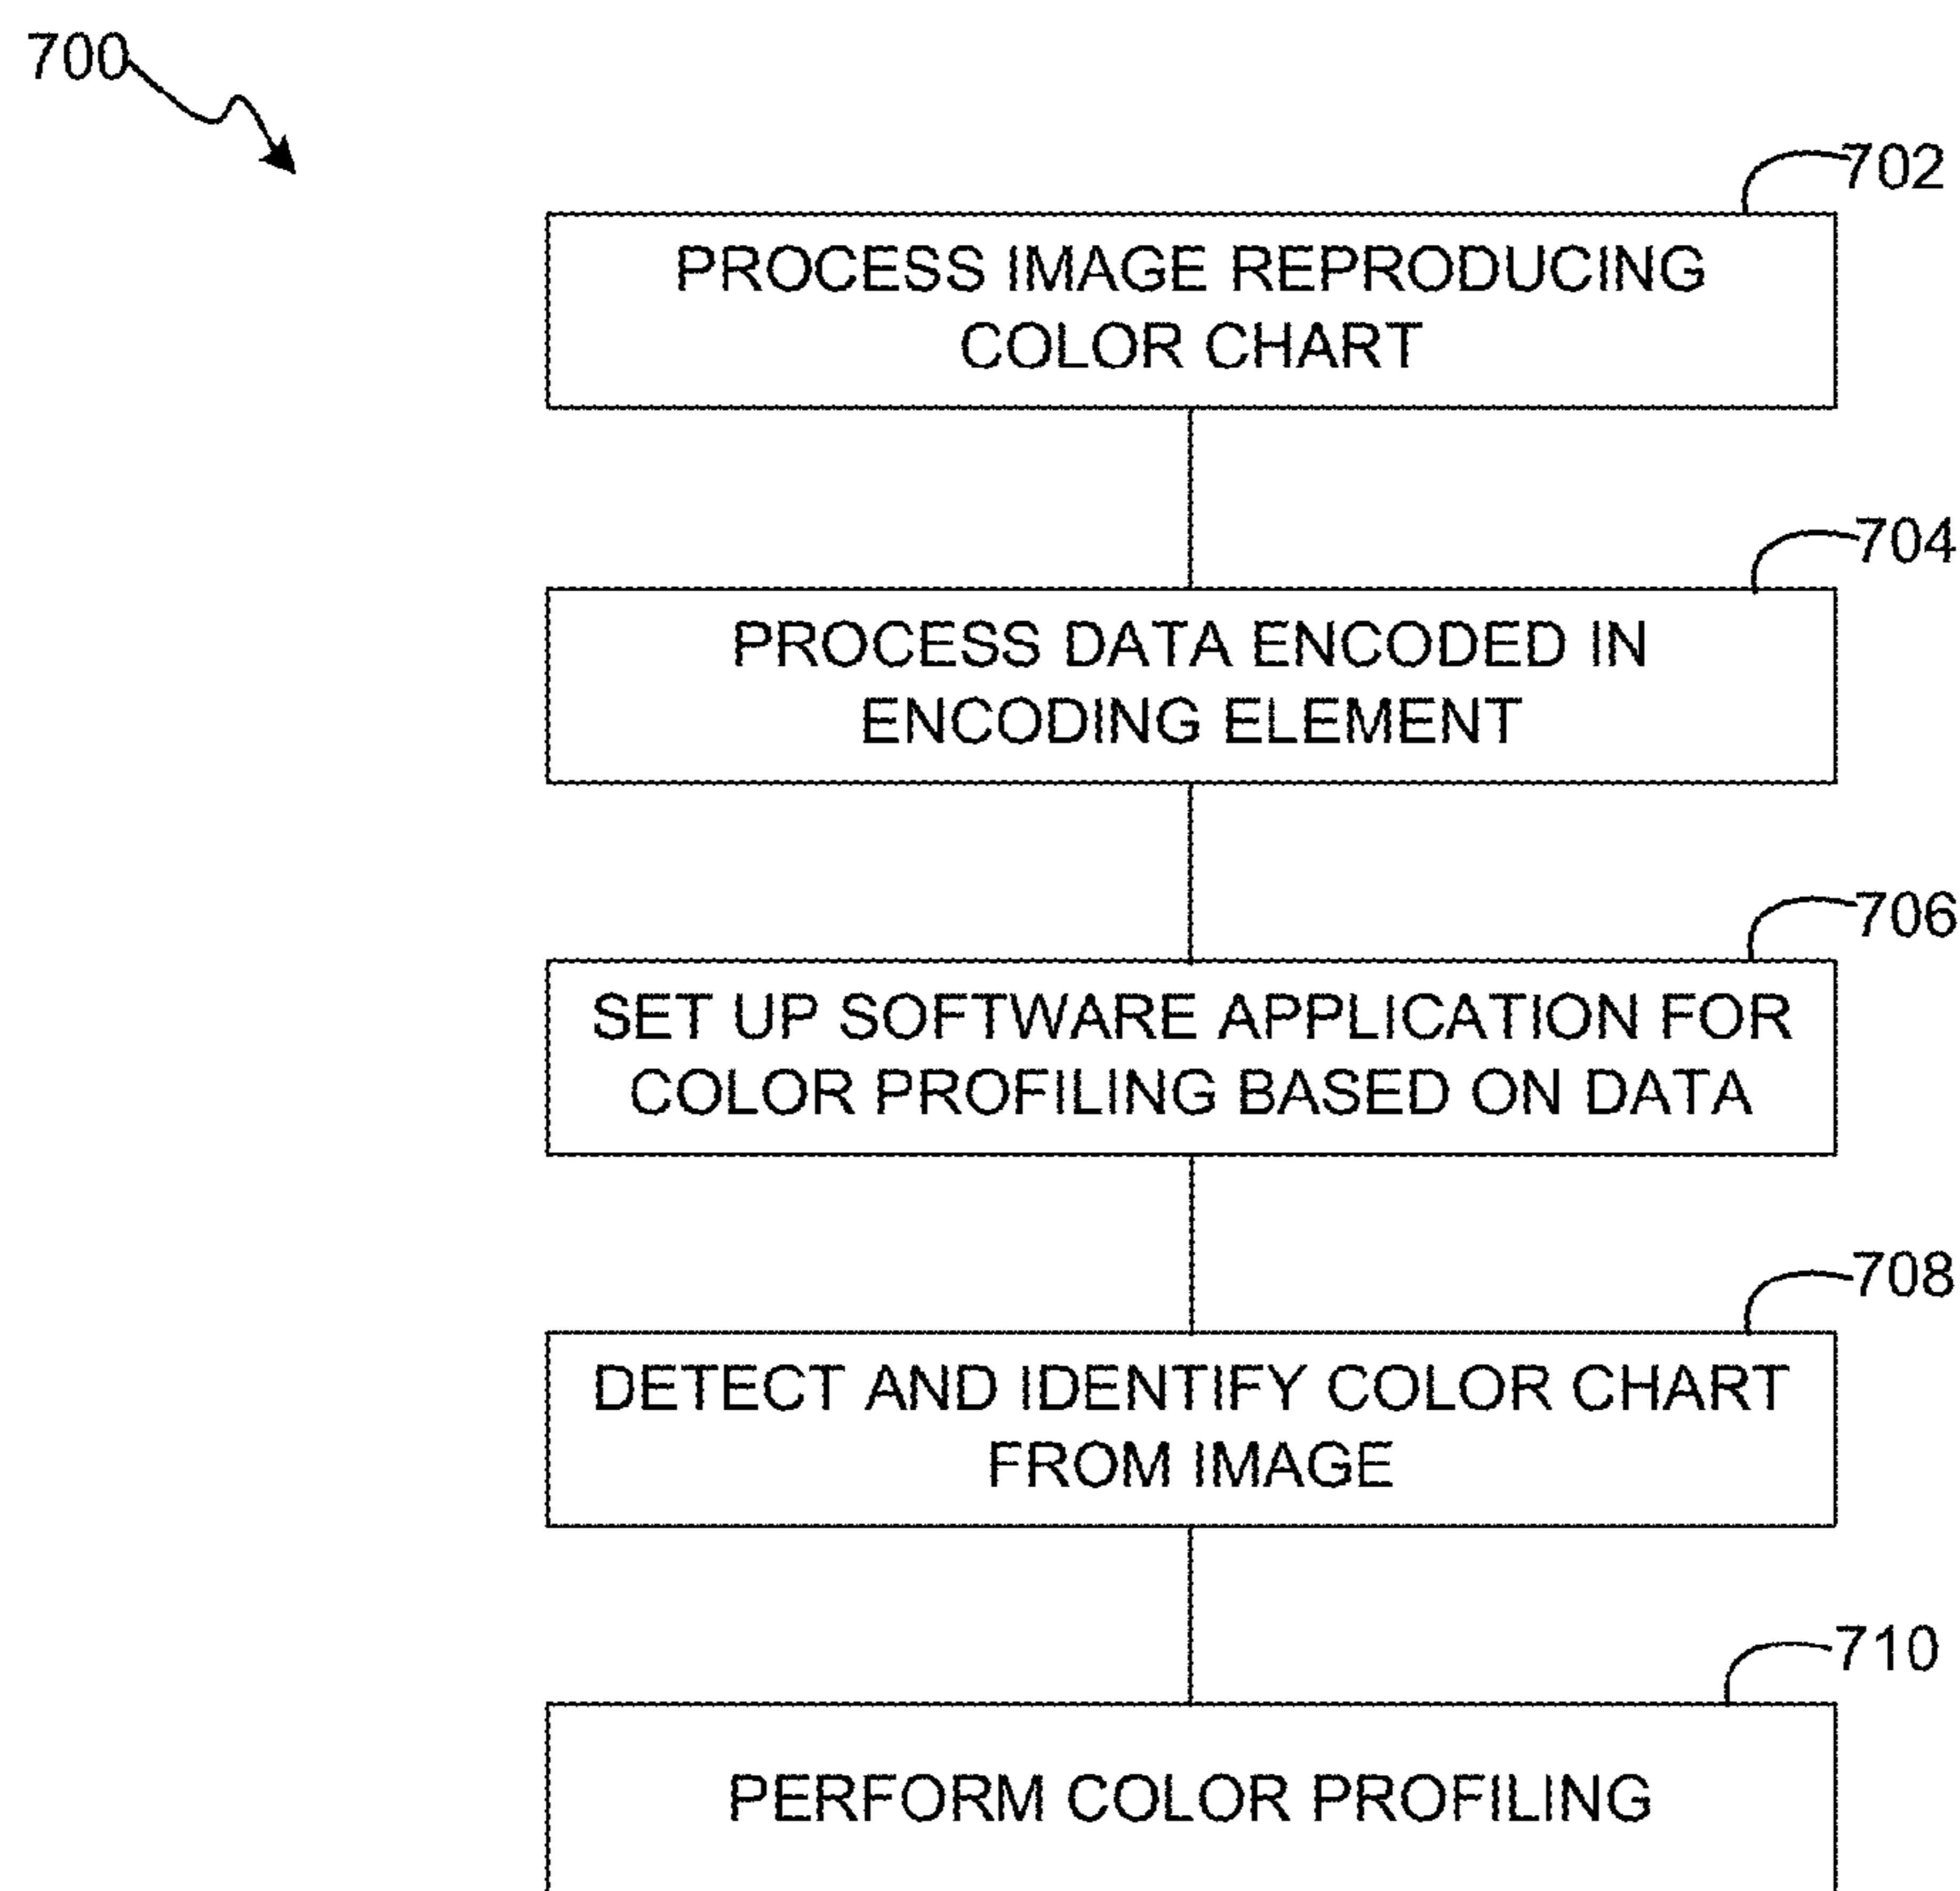 700
702
PROCESS IMAGE REPRODUCING
COLOR CHART
704
PROCESS DATA ENCODED IN
ENCODING ELEMENT
706
SET UP SOFTWARE APPLICATION FOR
COLOR PROFILING BASED ON DATA
708
DETECT AND IDENTIFY COLOR CHART
FROM IMAGE
710
PERFORM COLOR PROFILING